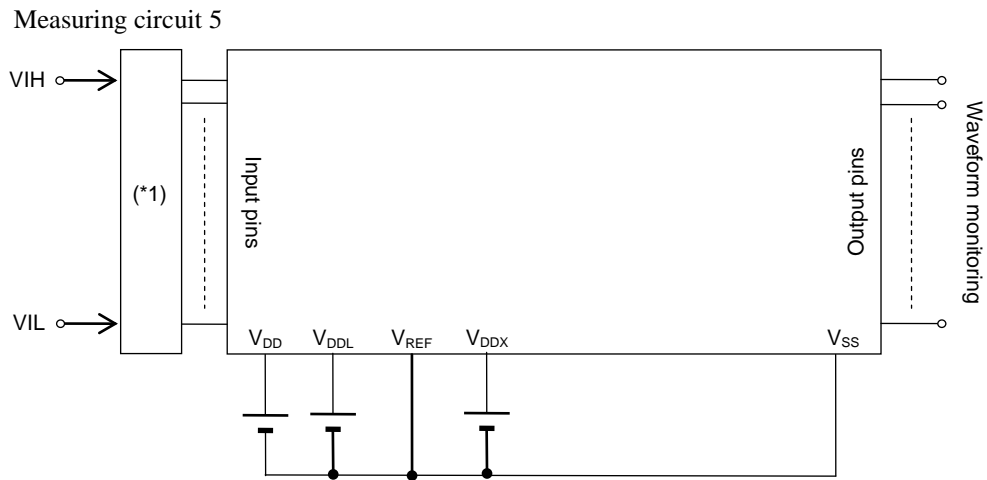 Measuring circuit 5
VIH
(*1)
VIL
Input pins
Output pins
Waveform monitoring
VDD VDDL VREF VDDX VSS